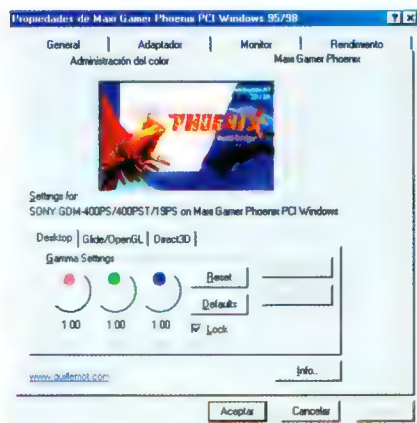 Propiedades de Maxi Gamer Phoenix PCI Windows 95/98
General Adaptador Monitor Rendimiento
Administración del color Maxi Gamer Phoenix
PHOENIX
Settings for
SONY GDM-400PS/400PST/19PS on Maxi Gamer Phoenix PCI Windows
Desktop Glide/OpenGL Direct3D
Gamma Settings
Reset
Defaults
1.00 1.00 1.00
Lock
www.guillemot.com
Info..
Aceptar Cancelar